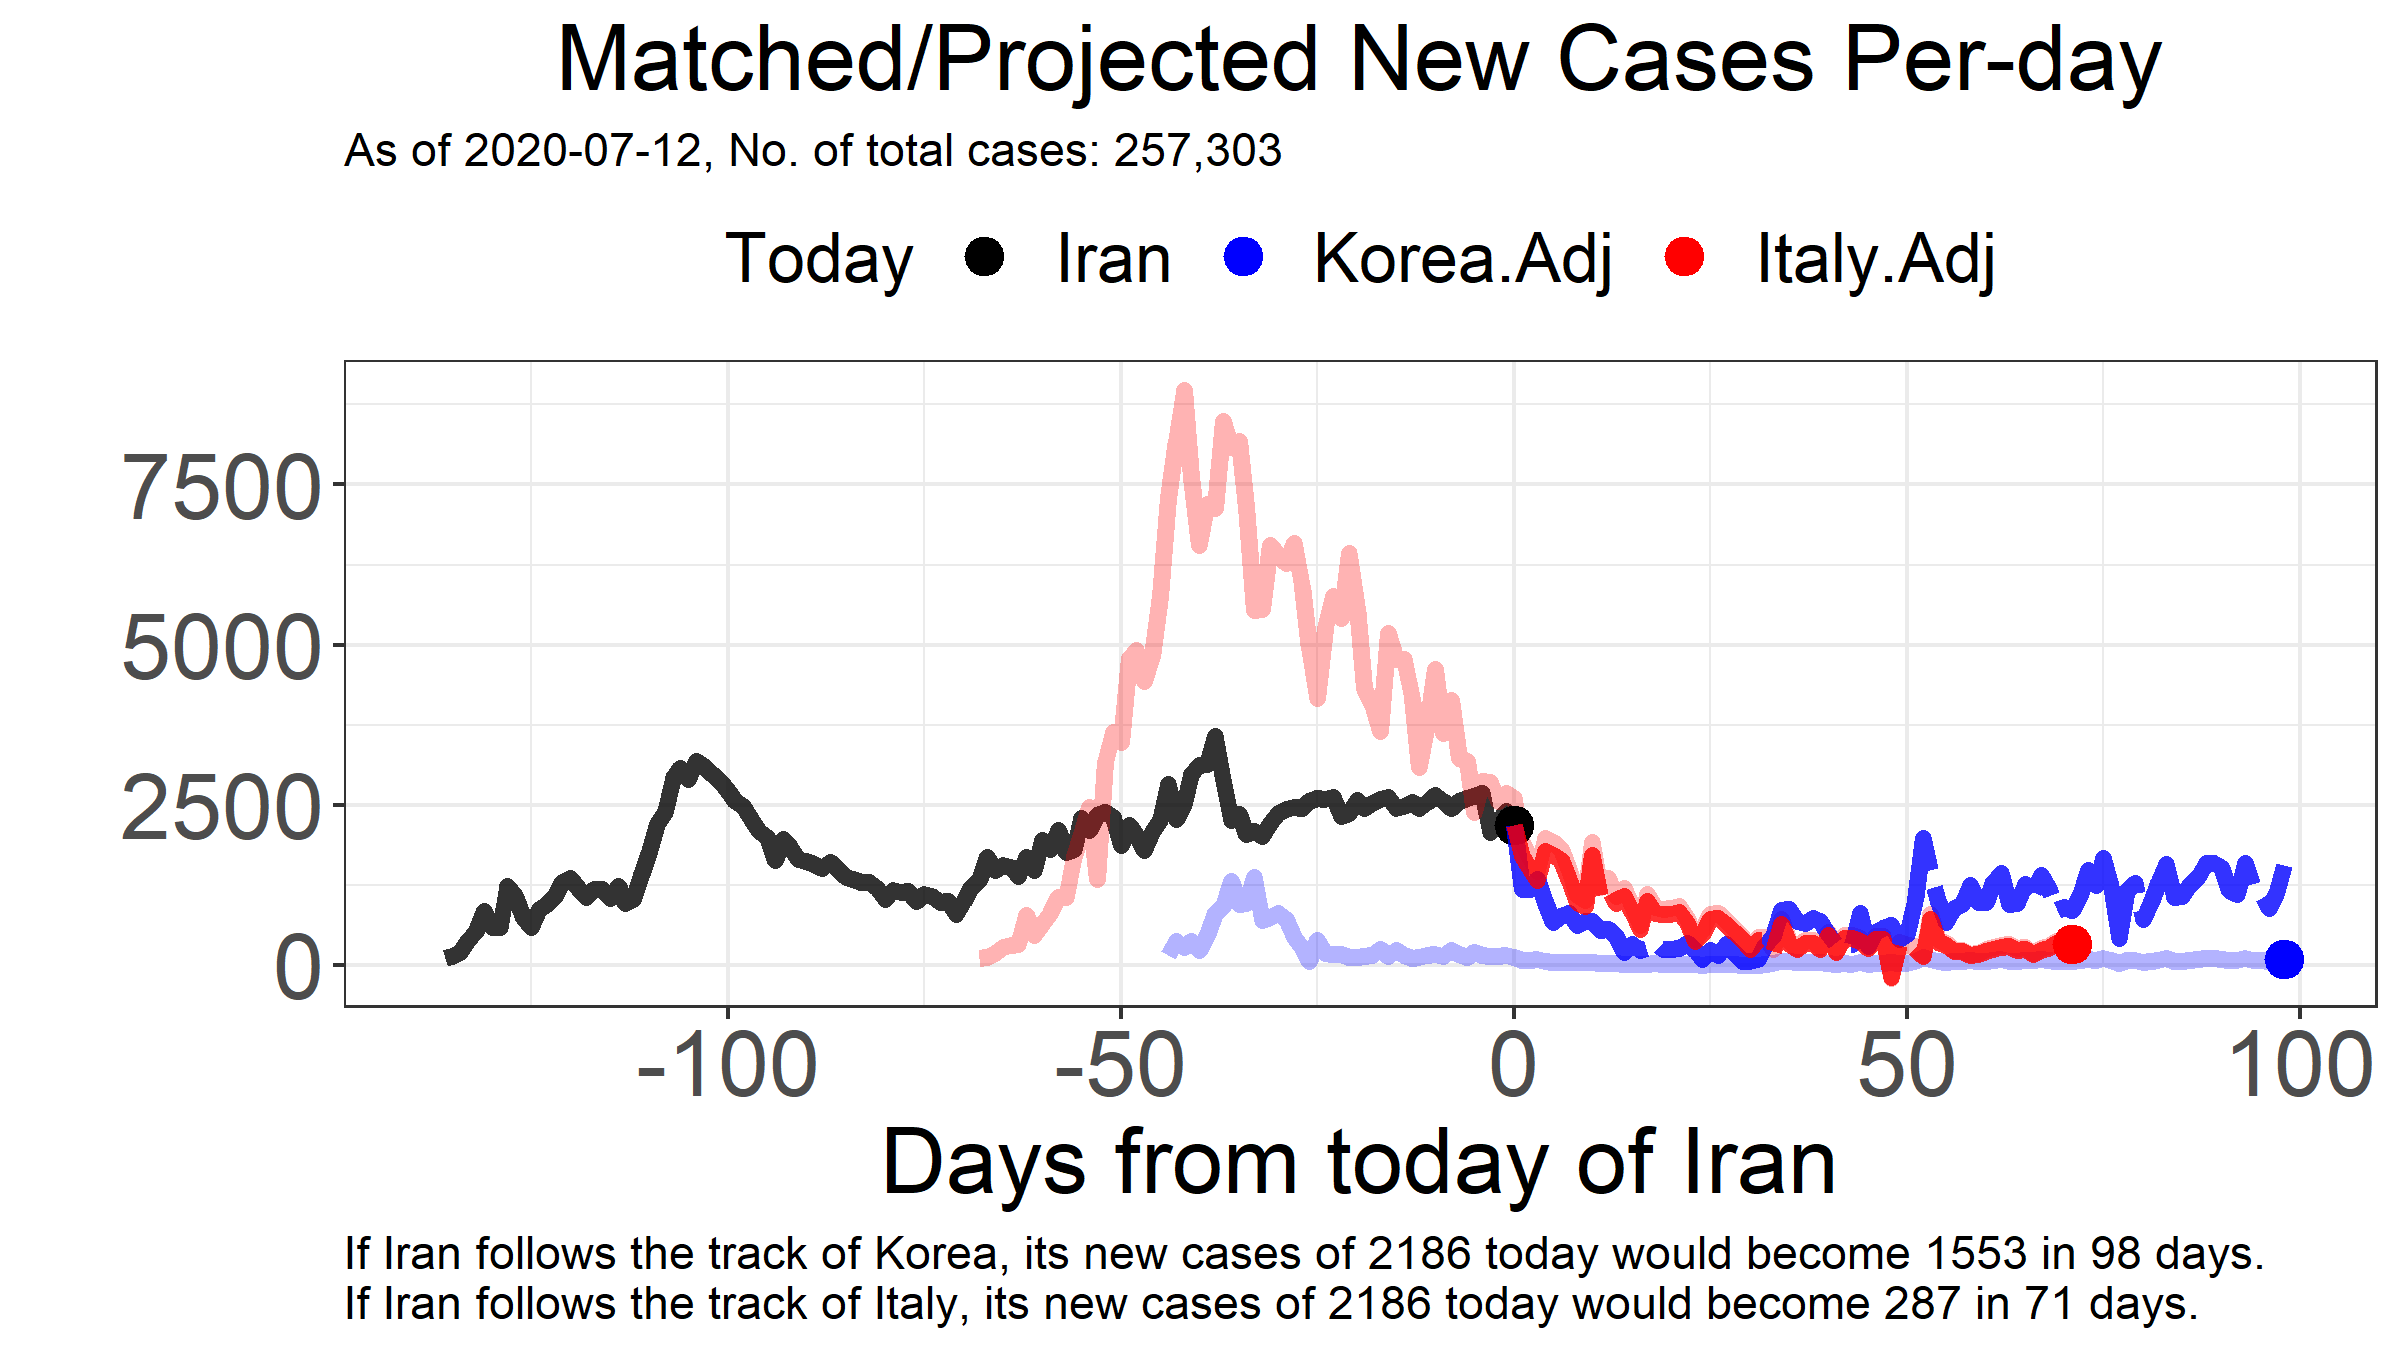 Matched/Projected New Cases Per-day
As of 2020-07-12, No. of total cases: 257,303
Today Iran Korea.Adj Italy.Adj
7500
5000
2500
0
-100 -50 0 50 100
Days from today of Iran
If Iran follows the track of Korea, its new cases of 2186 today would become 1553 in 98 days.
If Iran follows the track of Italy, its new cases of 2186 today would become 287 in 71 days.